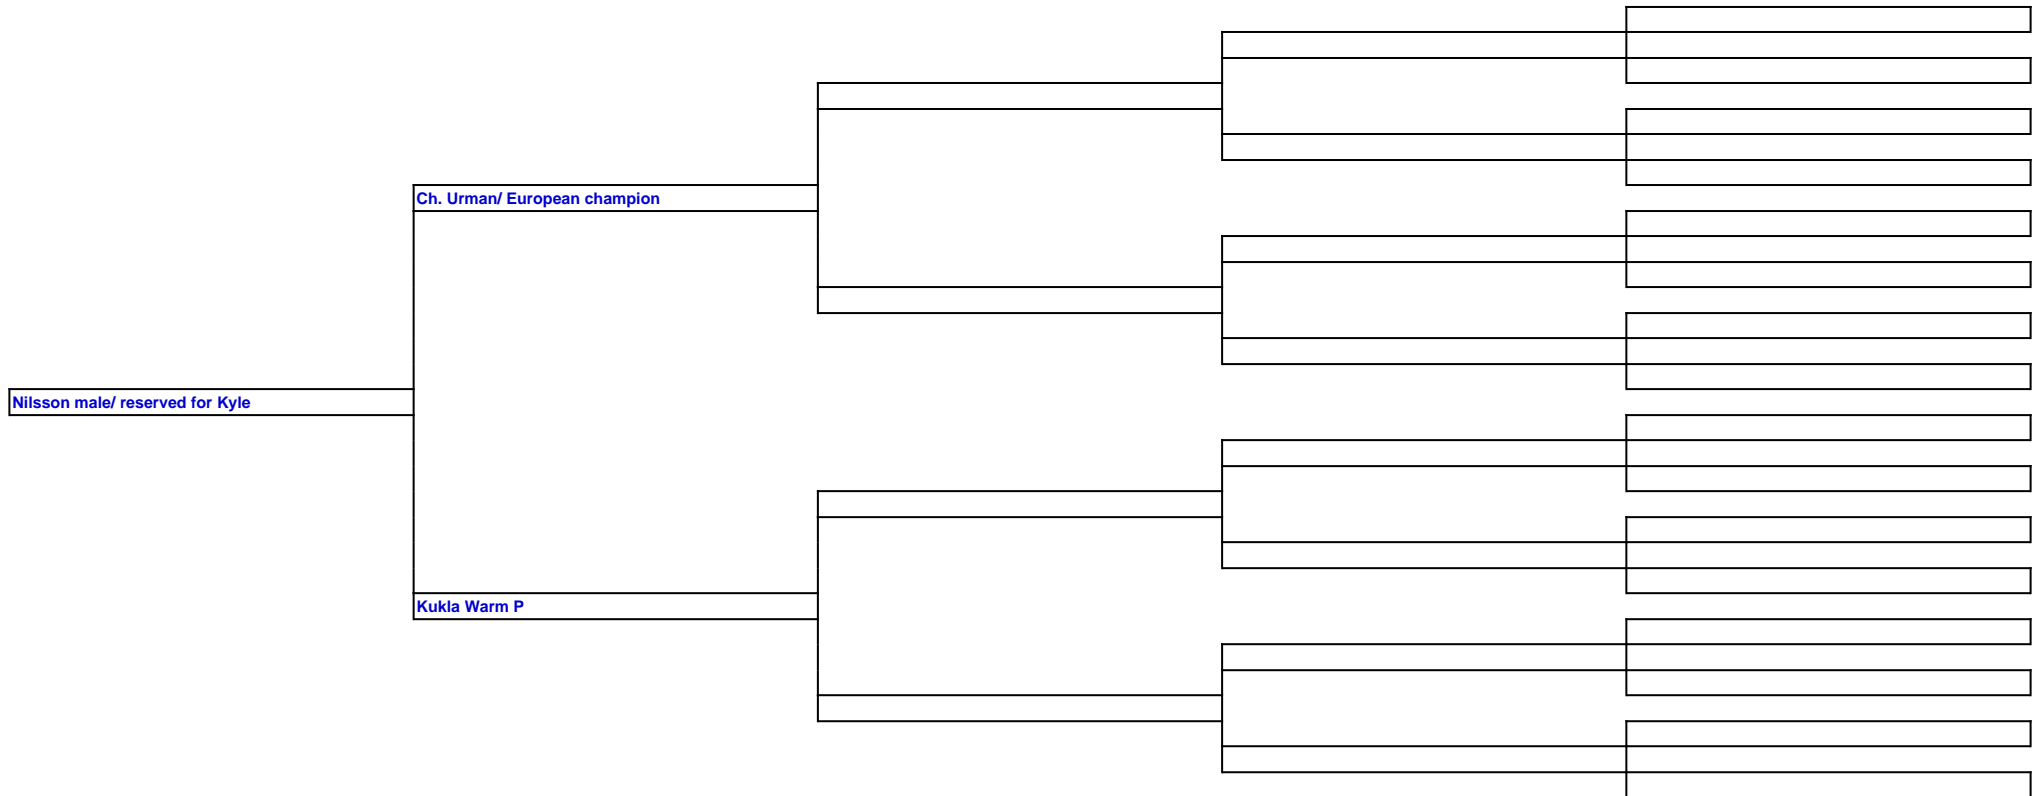 Ch. Urman/ European champion
Nilsson male/ reserved for Kyle
Kukla Warm P